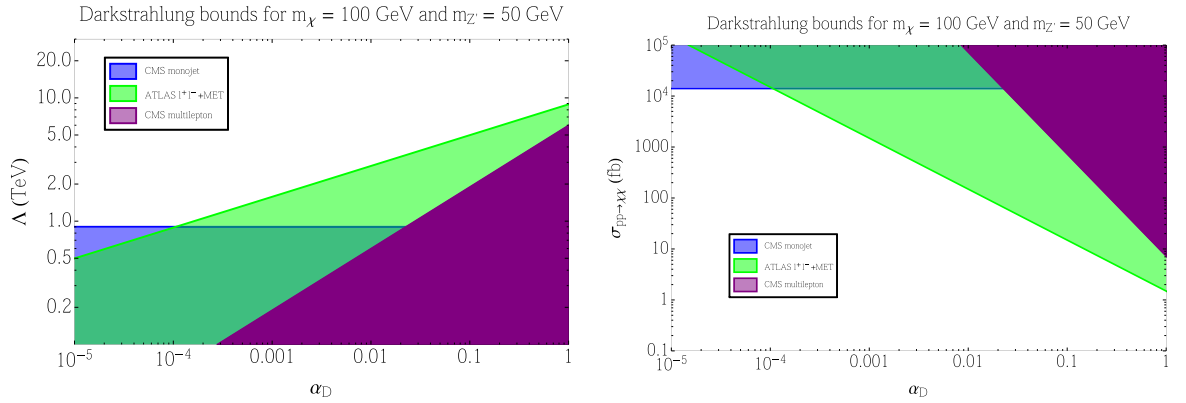 Darkstrahlung bounds for mχ = 100 GeV and mZ' = 50 GeV
20.0
10.0
5.0
2.0
1.0
0.5
0.2
Λ (TeV)
CMS monojet
ATLAS l⁺l⁻+MET
CMS multilepton
10⁻⁵
10⁻⁴
0.001
0.01
0.1
1
αD
Darkstrahlung bounds for mχ = 100 GeV and mZ' = 50 GeV
10⁵
10⁴
1000
100
10
1
0.1
σpp→χχ (fb)
CMS monojet
ATLAS l⁺l⁻+MET
CMS multilepton
10⁻⁵
10⁻⁴
0.001
0.01
0.1
1
αD